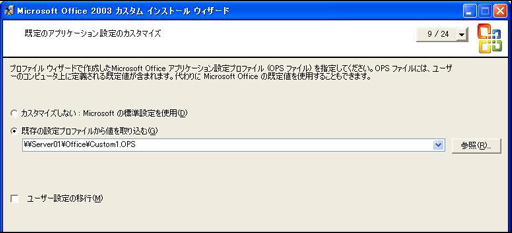 Microsoft Office 2003 カスタム インストール ウィザード
既定のアプリケーション設定のカスタマイズ
9 / 24
プロファイル ウィザードで作成したMicrosoft Office アプリケーション設定プロファイル (OPS ファイル) を指定してください。OPS ファイルには、ユーザ
ーのコンピュータ上に定義される既定値が含まれます。代わりに Microsoft Office の既定値を使用することもできます。
カスタマイズしない : Microsoft の標準設定を使用(D)
既存の設定プロファイルから値を取り込む(G)
¥¥Server01¥Office¥Custom1.OPS
参照(R)...
ユーザー設定の移行(M)